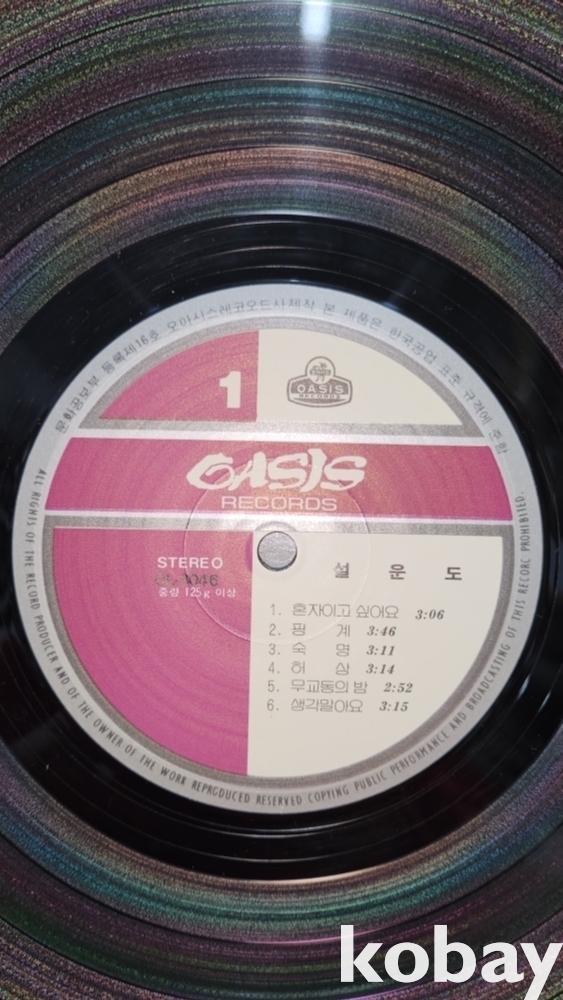 문화공보부 등록제16호 오아시스레코오드사제작 본 제품은 한국공업 표준 규격에 준함
1
OASIS
RECORDS
OASIS
RECORDS
STEREO
중량 125g 이상
설 운 도
1. 혼자이고 싶어요 3:06
2. 핑 계 3:46
3. 숙 명 3:11
4. 허 상 3:14
5. 무교동의 밤 2:52
6. 생각말아요 3:15
ALL RIGHTS OF THE RECORD PRODUCER AND OF THE OWNER OF THE WORK REPRODUCED RESERVED COPYING PUBLIC PERFORMANCE AND BROADCASTING OF THIS RECORC PROHIBITED.
kobay